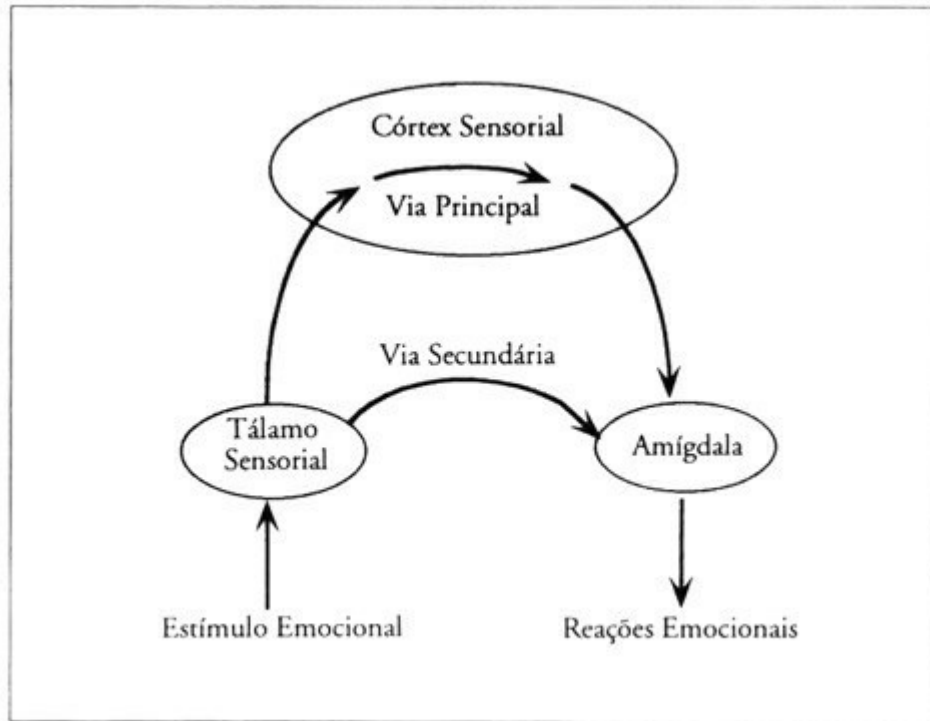 Córtex Sensorial
Via Principal
Via Secundária
Tálamo
Sensorial
Amígdala
Estímulo Emocional
Reações Emocionais